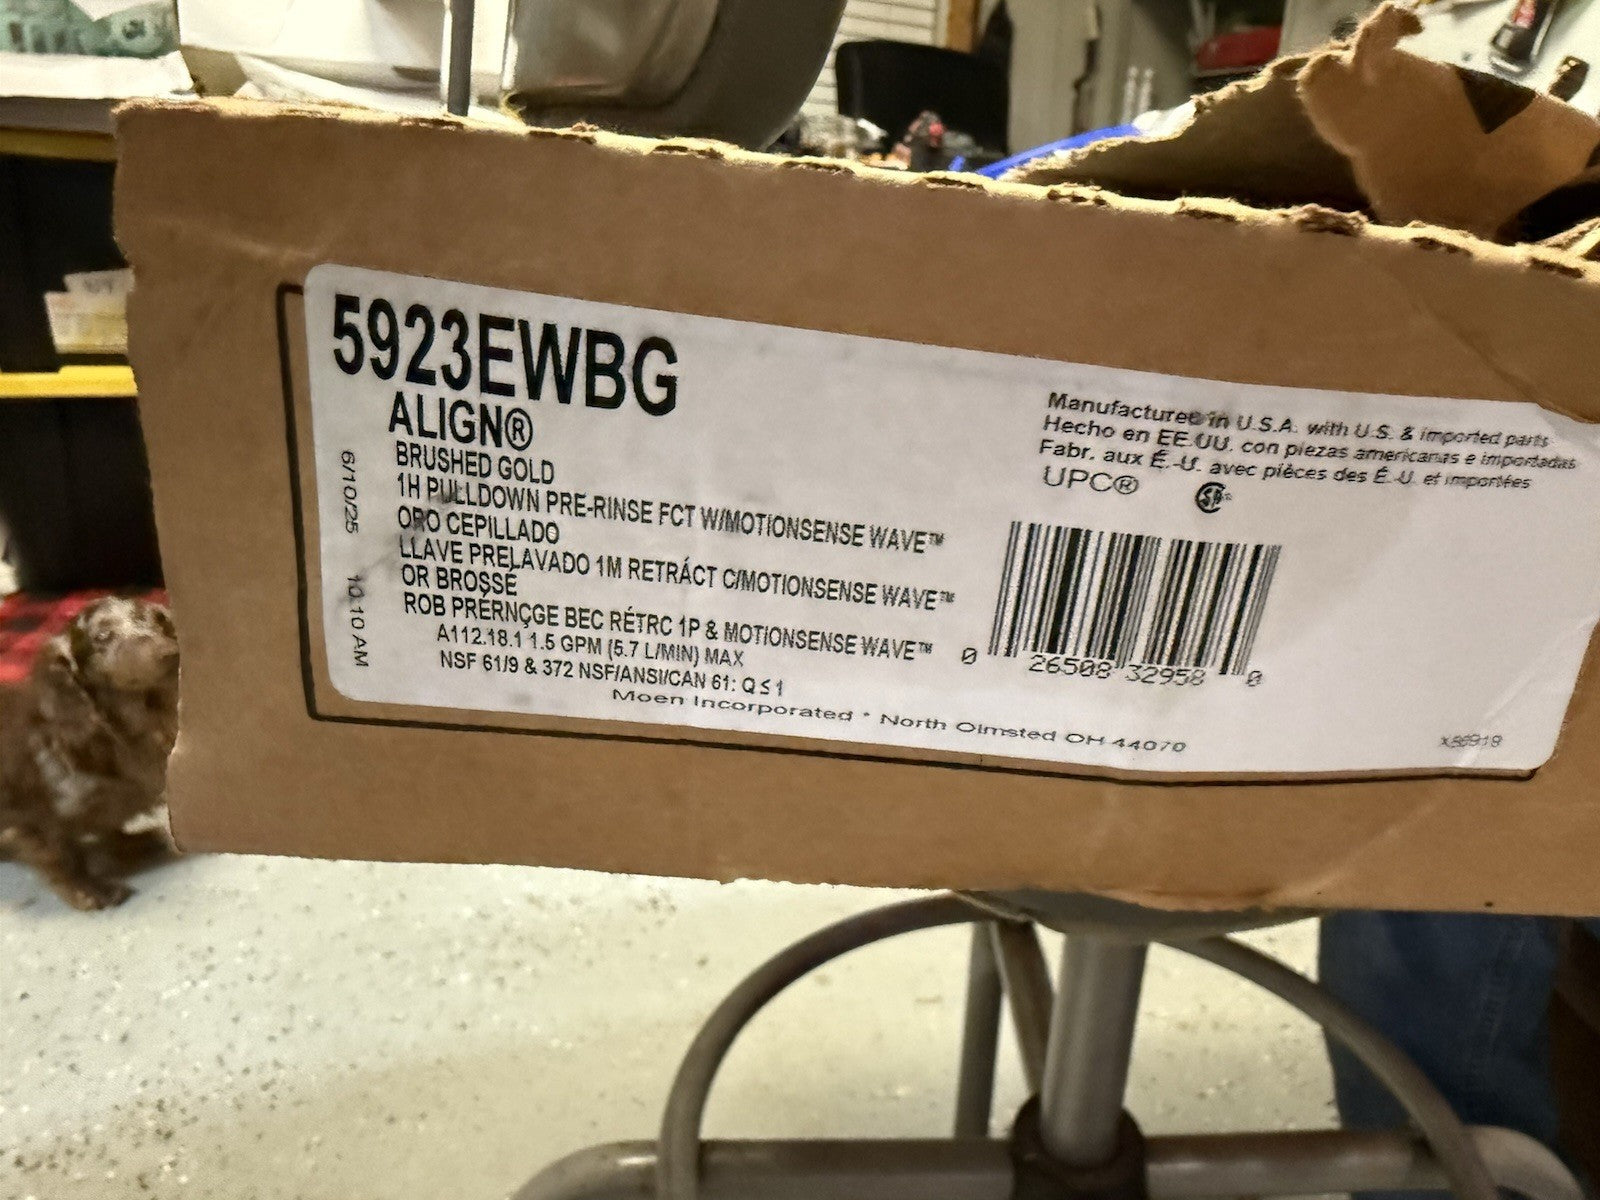 5923EWBG
ALIGN®
BRUSHED GOLD
1H PULLDOWN PRE-RINSE FCT W/MOTIONSENSE WAVE™
ORO CEPILLADO
LLAVE PRELAVADO 1M RETRÁCT C/MOTIONSENSE WAVE™
OR BROSSÉ
ROB PRÉRNÇGE BEC RÉTRC 1P & MOTIONSENSE WAVE™
A112.18.1 1.5 GPM (5.7 L/MIN) MAX
NSF 61/9 & 372 NSF/ANSI/CAN 61: Q ≤ 1
Moen Incorporated * North Olmsted OH 44070
6/10/25 10:10 AM
Manufactured in U.S.A. with U.S. & imported parts
Hecho en EE.UU. con piezas americanas e importadas
Fabr. aux É.-U. avec pièces des É.-U. et importées
UPC®
0 26508 32958 0